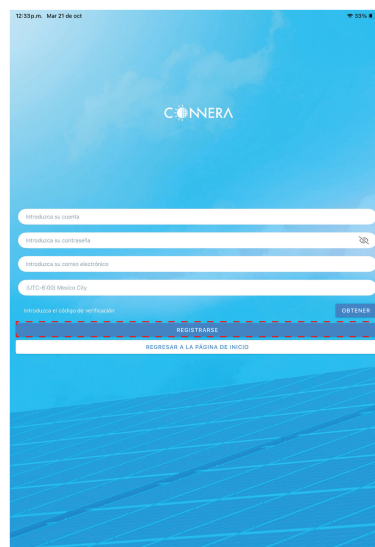 12:33p.m. Mar 21 de oct
33%
CONNERA
Introduzca su cuenta
Introduzca su contraseña
Introduzca su correo electrónico
(UTC-6:00) Mexico City
Introduzca el código de verificación
OBTENER
REGISTRARSE
REGRESAR A LA PÁGINA DE INICIO